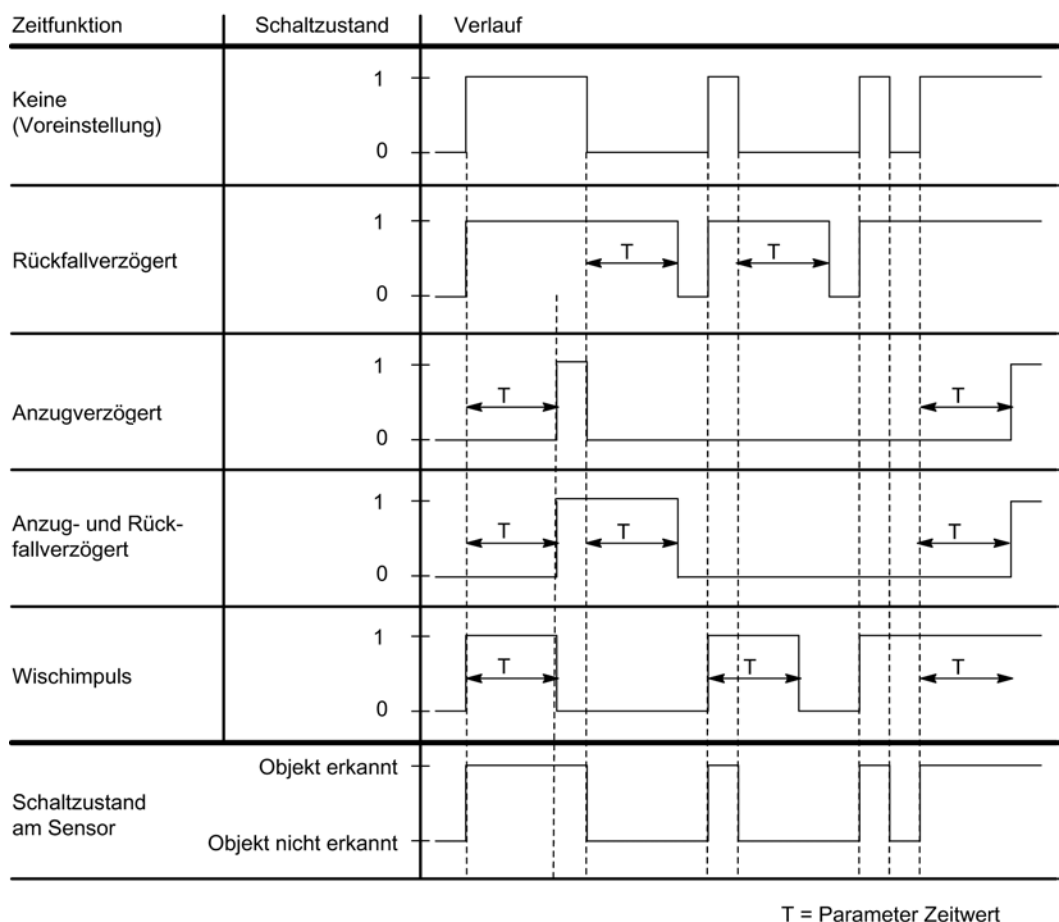 Zeitfunktion Schaltzustand Verlauf
Keine
(Voreinstellung)
1
0
Rückfallverzögert
1
0
T T
Anzugverzögert
1
0
T T
Anzug- und Rück-
fallverzögert
1
0
T T T
Wischimpuls
1
0
T T T
Schaltzustand
am Sensor
Objekt erkannt
Objekt nicht erkannt
T = Parameter Zeitwert